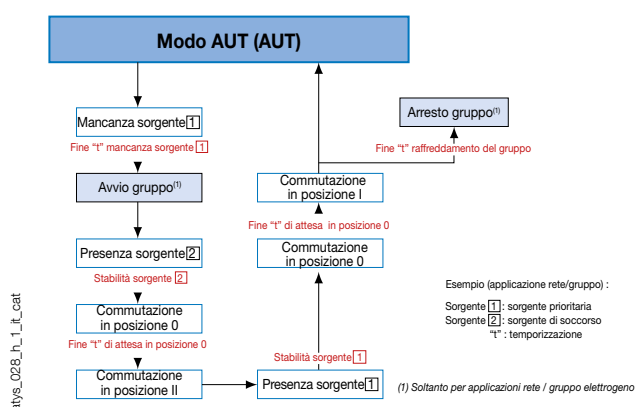 Modo AUT (AUT)
Mancanza sorgente 1
Fine “t” mancanza sorgente 1
Avvio gruppo(1)
Presenza sorgente 2
Stabilità sorgente 2
Commutazione
in posizione 0
Fine “t” di attesa in posizione 0
Commutazione
in posizione II
Presenza sorgente 1
Stabilità sorgente 1
Commutazione
in posizione 0
Fine “t” di attesa in posizione 0
Commutazione
in posizione I
Fine “t” raffreddamento del gruppo
Arresto gruppo(1)
Esempio (applicazione rete/gruppo) :
Sorgente 1 : sorgente prioritaria
Sorgente 2 : sorgente di soccorso
“t” : temporizzazione
(1) Soltanto per applicazioni rete / gruppo elettrogeno
atys_028_h_1_it_cat